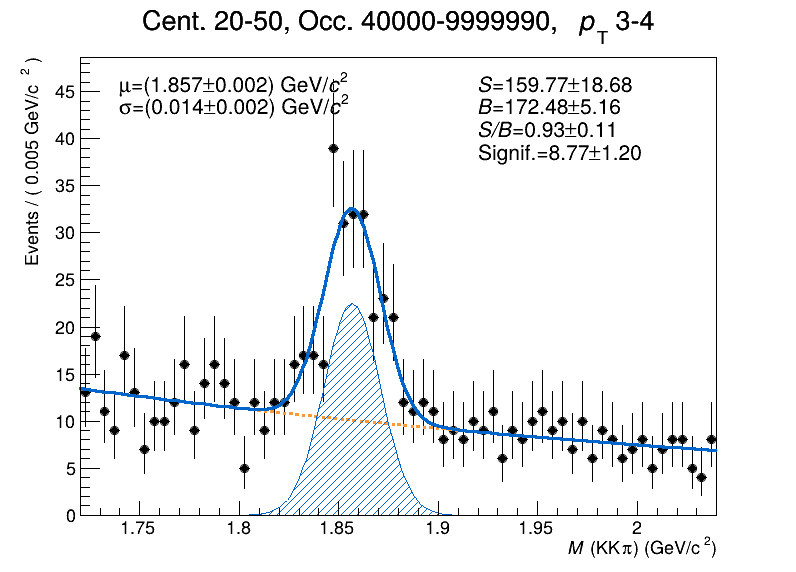 Cent. 20-50, Occ. 40000-9999990, p_T 3-4
Events / ( 0.005 GeV/c² )
μ=(1.857±0.002) GeV/c²
σ=(0.014±0.002) GeV/c²
S=159.77±18.68
B=172.48±5.16
S/B=0.93±0.11
Signif.=8.77±1.20
45
40
35
30
25
20
15
10
5
0
1.75 1.8 1.85 1.9 1.95 2
M (KKπ) (GeV/c²)